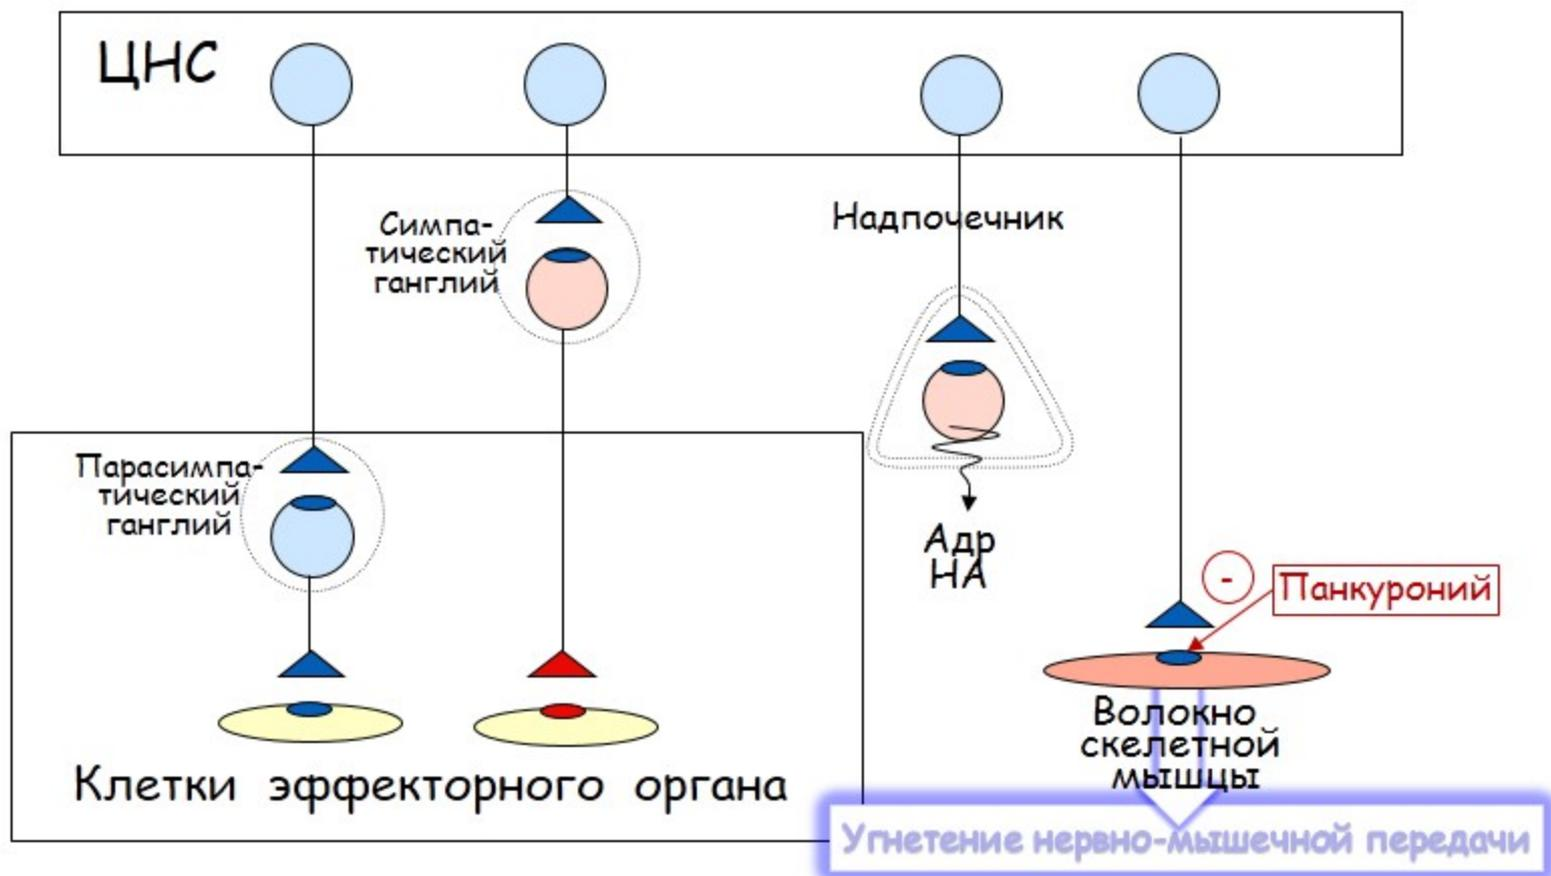 ЦНС
Симпа-
тический
ганглий
Надпочечник
Парасимпа-
тический
ганглий
Адр
НА
-
Панкуроний
Волокно
скелетной
мышцы
Клетки эффекторного органа
Угнетение нервно-мышечной передачи